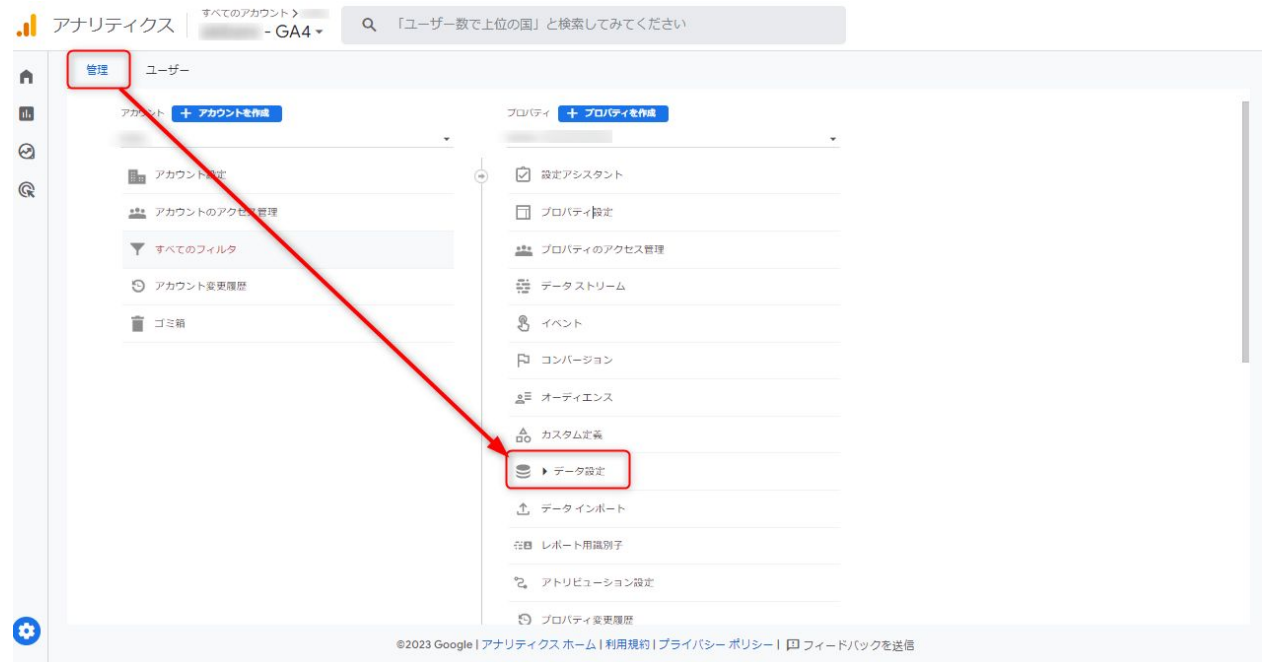 アナリティクス
すべてのアカウント >
- GA4
「ユーザー数で上位の国」と検索してみてください
管理 ユーザー
アカウント + アカウントを作成
アカウント設定
アカウントのアクセス管理
すべてのフィルタ
アカウント変更履歴
ゴミ箱
プロパティ + プロパティを作成
設定アシスタント
プロパティ設定
プロパティのアクセス管理
データ ストリーム
イベント
コンバージョン
オーディエンス
カスタム定義
データ設定
データ インポート
レポート用識別子
アトリビューション設定
プロパティ変更履歴
©2023 Google | アナリティクス ホーム | 利用規約 | プライバシー ポリシー | フィードバックを送信